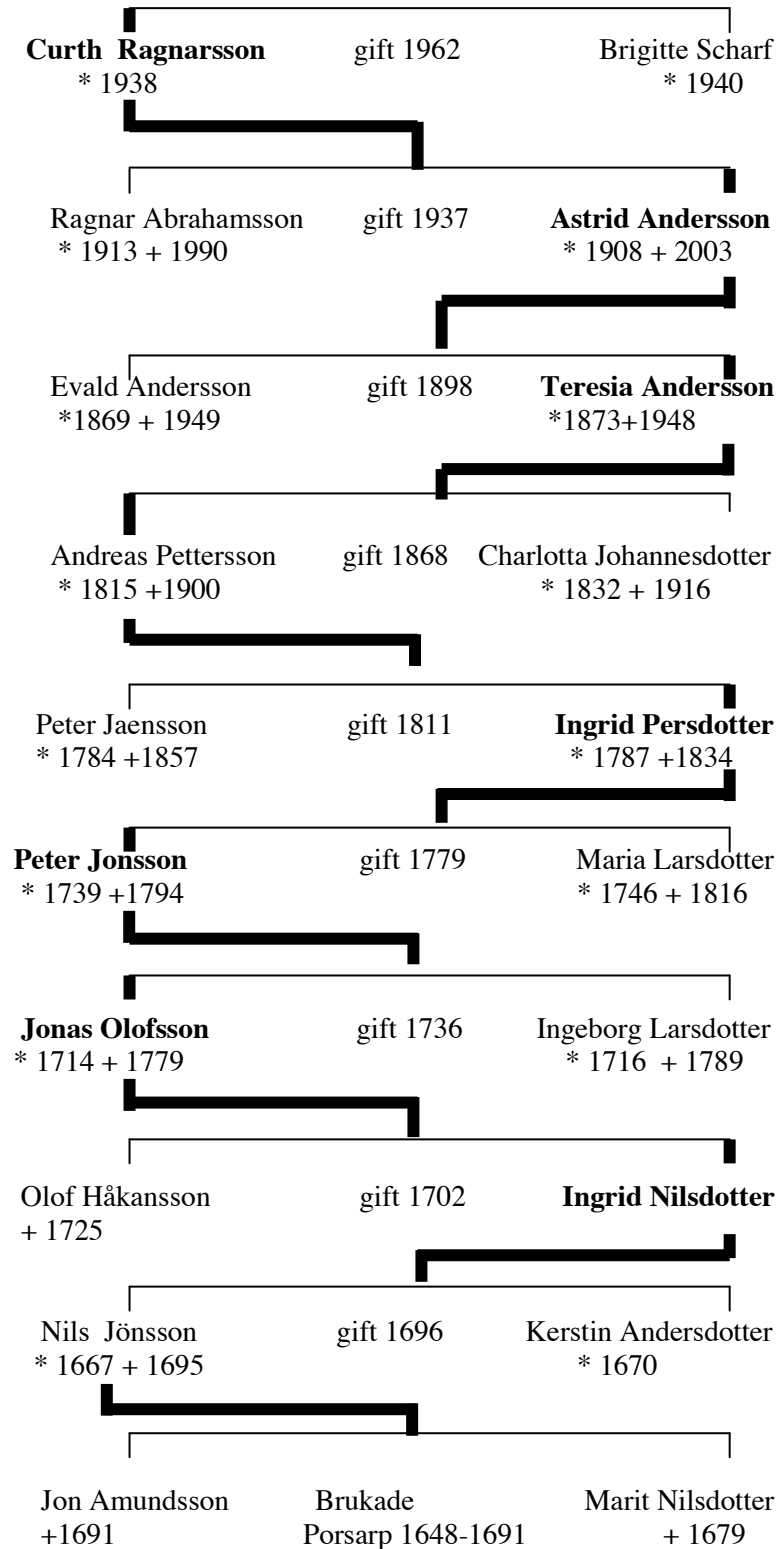 Curth Ragnarsson gift 1962 Brigitte Scharf
* 1938 * 1940
Ragnar Abrahamsson gift 1937 Astrid Andersson
* 1913 + 1990 * 1908 + 2003
Evald Andersson gift 1898 Teresia Andersson
*1869 + 1949 *1873+1948
Andreas Pettersson gift 1868 Charlotta Johannesdotter
* 1815 +1900 * 1832 + 1916
Peter Jaensson gift 1811 Ingrid Persdotter
* 1784 +1857 * 1787 +1834
Peter Jonsson gift 1779 Maria Larsdotter
* 1739 +1794 * 1746 + 1816
Jonas Olofsson gift 1736 Ingeborg Larsdotter
* 1714 + 1779 * 1716 + 1789
Olof Håkansson gift 1702 Ingrid Nilsdotter
+ 1725
Nils Jönsson gift 1696 Kerstin Andersdotter
* 1667 + 1695 * 1670
Jon Amundsson Brukade Marit Nilsdotter
+1691 Porsarp 1648-1691 + 1679